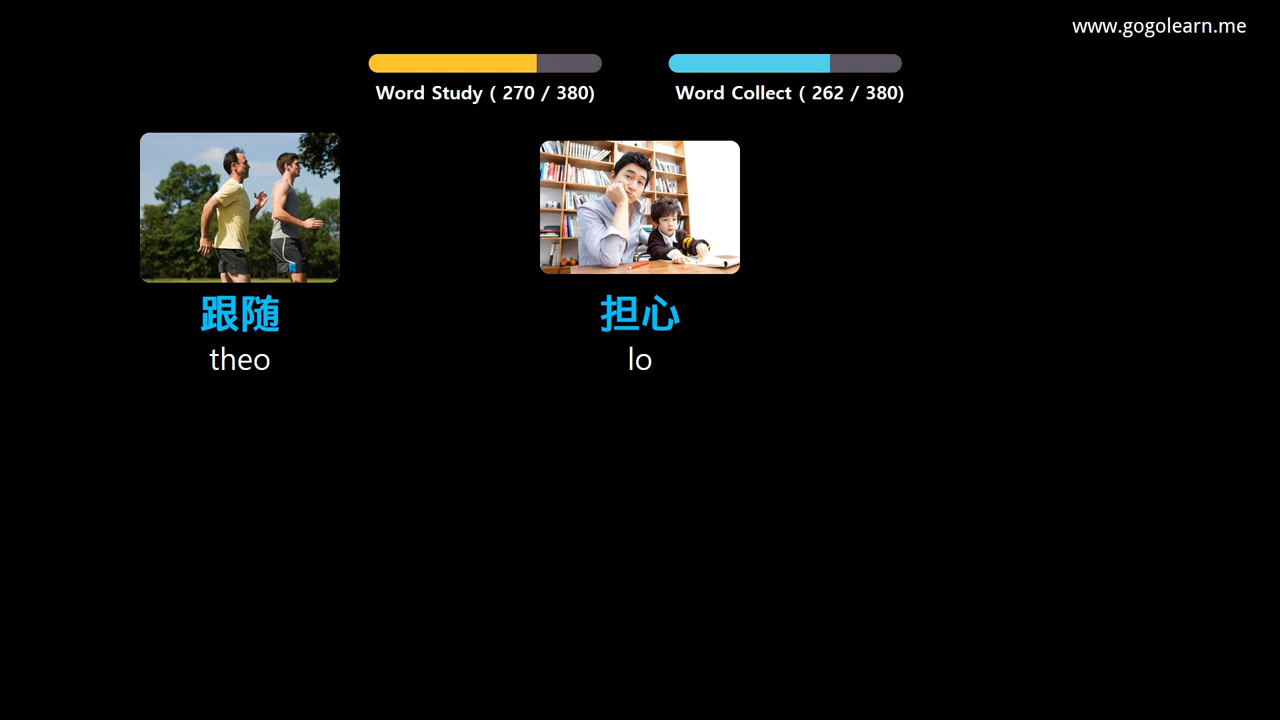 www.gogolearn.me
Word Study ( 270 / 380)
Word Collect ( 262 / 380)
跟随
担心
theo
lo